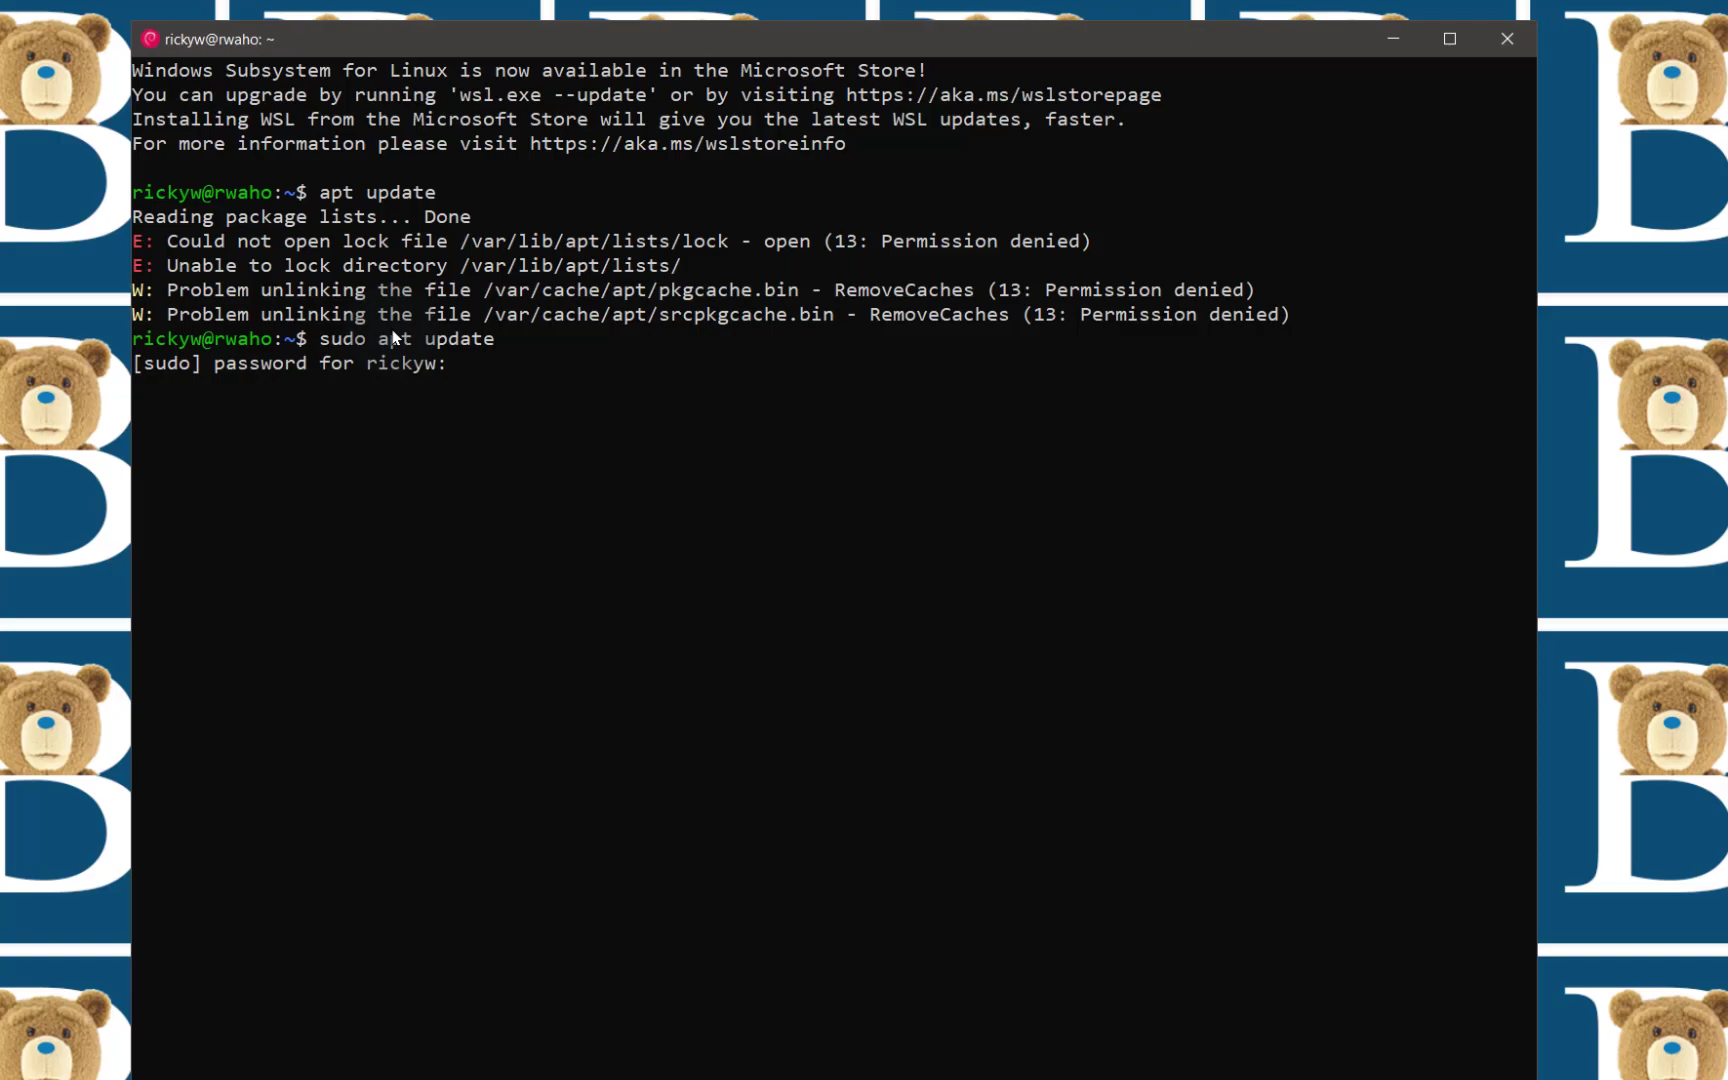 rickyw@rwaho: ~
Windows Subsystem for Linux is now available in the Microsoft Store!
You can upgrade by running 'wsl.exe --update' or by visiting https://aka.ms/wslstorepage
Installing WSL from the Microsoft Store will give you the latest WSL updates, faster.
For more information please visit https://aka.ms/wslstoreinfo
rickyw@rwaho:~$ apt update
Reading package lists... Done
E: Could not open lock file /var/lib/apt/lists/lock - open (13: Permission denied)
E: Unable to lock directory /var/lib/apt/lists/
W: Problem unlinking the file /var/cache/apt/pkgcache.bin - RemoveCaches (13: Permission denied)
W: Problem unlinking the file /var/cache/apt/srcpkgcache.bin - RemoveCaches (13: Permission denied)
rickyw@rwaho:~$ sudo apt update
[sudo] password for rickyw: